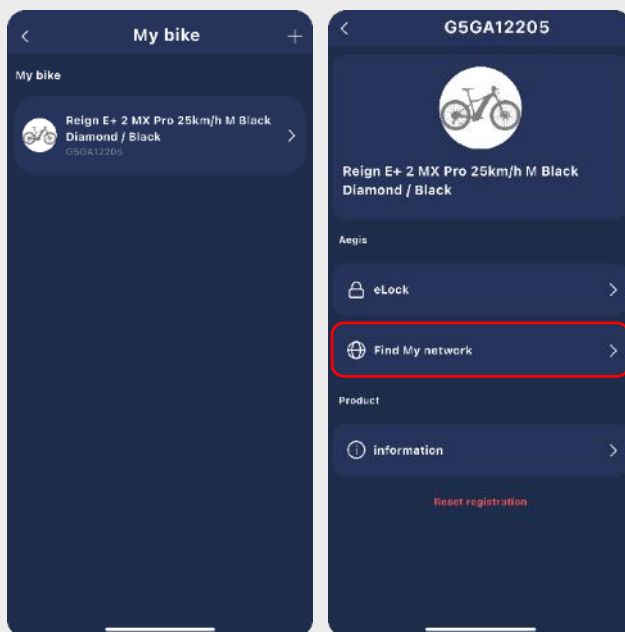 My bike
My bike
Reign E+ 2 MX Pro 25km/h M Black
Diamond / Black
G5GA12205
G5GA12205
Reign E+ 2 MX Pro 25km/h M Black
Diamond / Black
Aegis
eLock
Find My network
Product
information
Reset registration